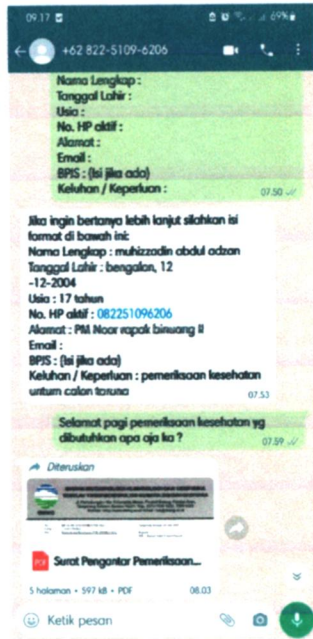 09.17
69%
+62 822-5109-6206
Nama Lengkap :
Tanggal Lahir :
Usia :
No. HP aktif :
Alamat :
Email :
BPJS : (Isi jika ada)
Keluhan / Keperluan :
07.50
Jika ingin bertanya lebih lanjut silahkan isi
format di bawah ini:
Nama Lengkap : muhizzadin abdul adzan
Tanggal Lahir : bengalon, 12
-12-2004
Usia : 17 tahun
No. HP aktif : 082251096206
Alamat : PM Noor rapak binuang II
Email :
BPJS : (Isi jika ada)
Keluhan / Keperluan : pemeriksaan kesehatan
untum calon taruna
07.53
Selamat pagi pemeriksaan kesehatan yg
dibutuhkan apa aja ka ?
07.59
Diteruskan
PDF
Surat Pengantar Pemeriksaan...
5 halaman • 597 kB • PDF
08.03
Ketik pesan